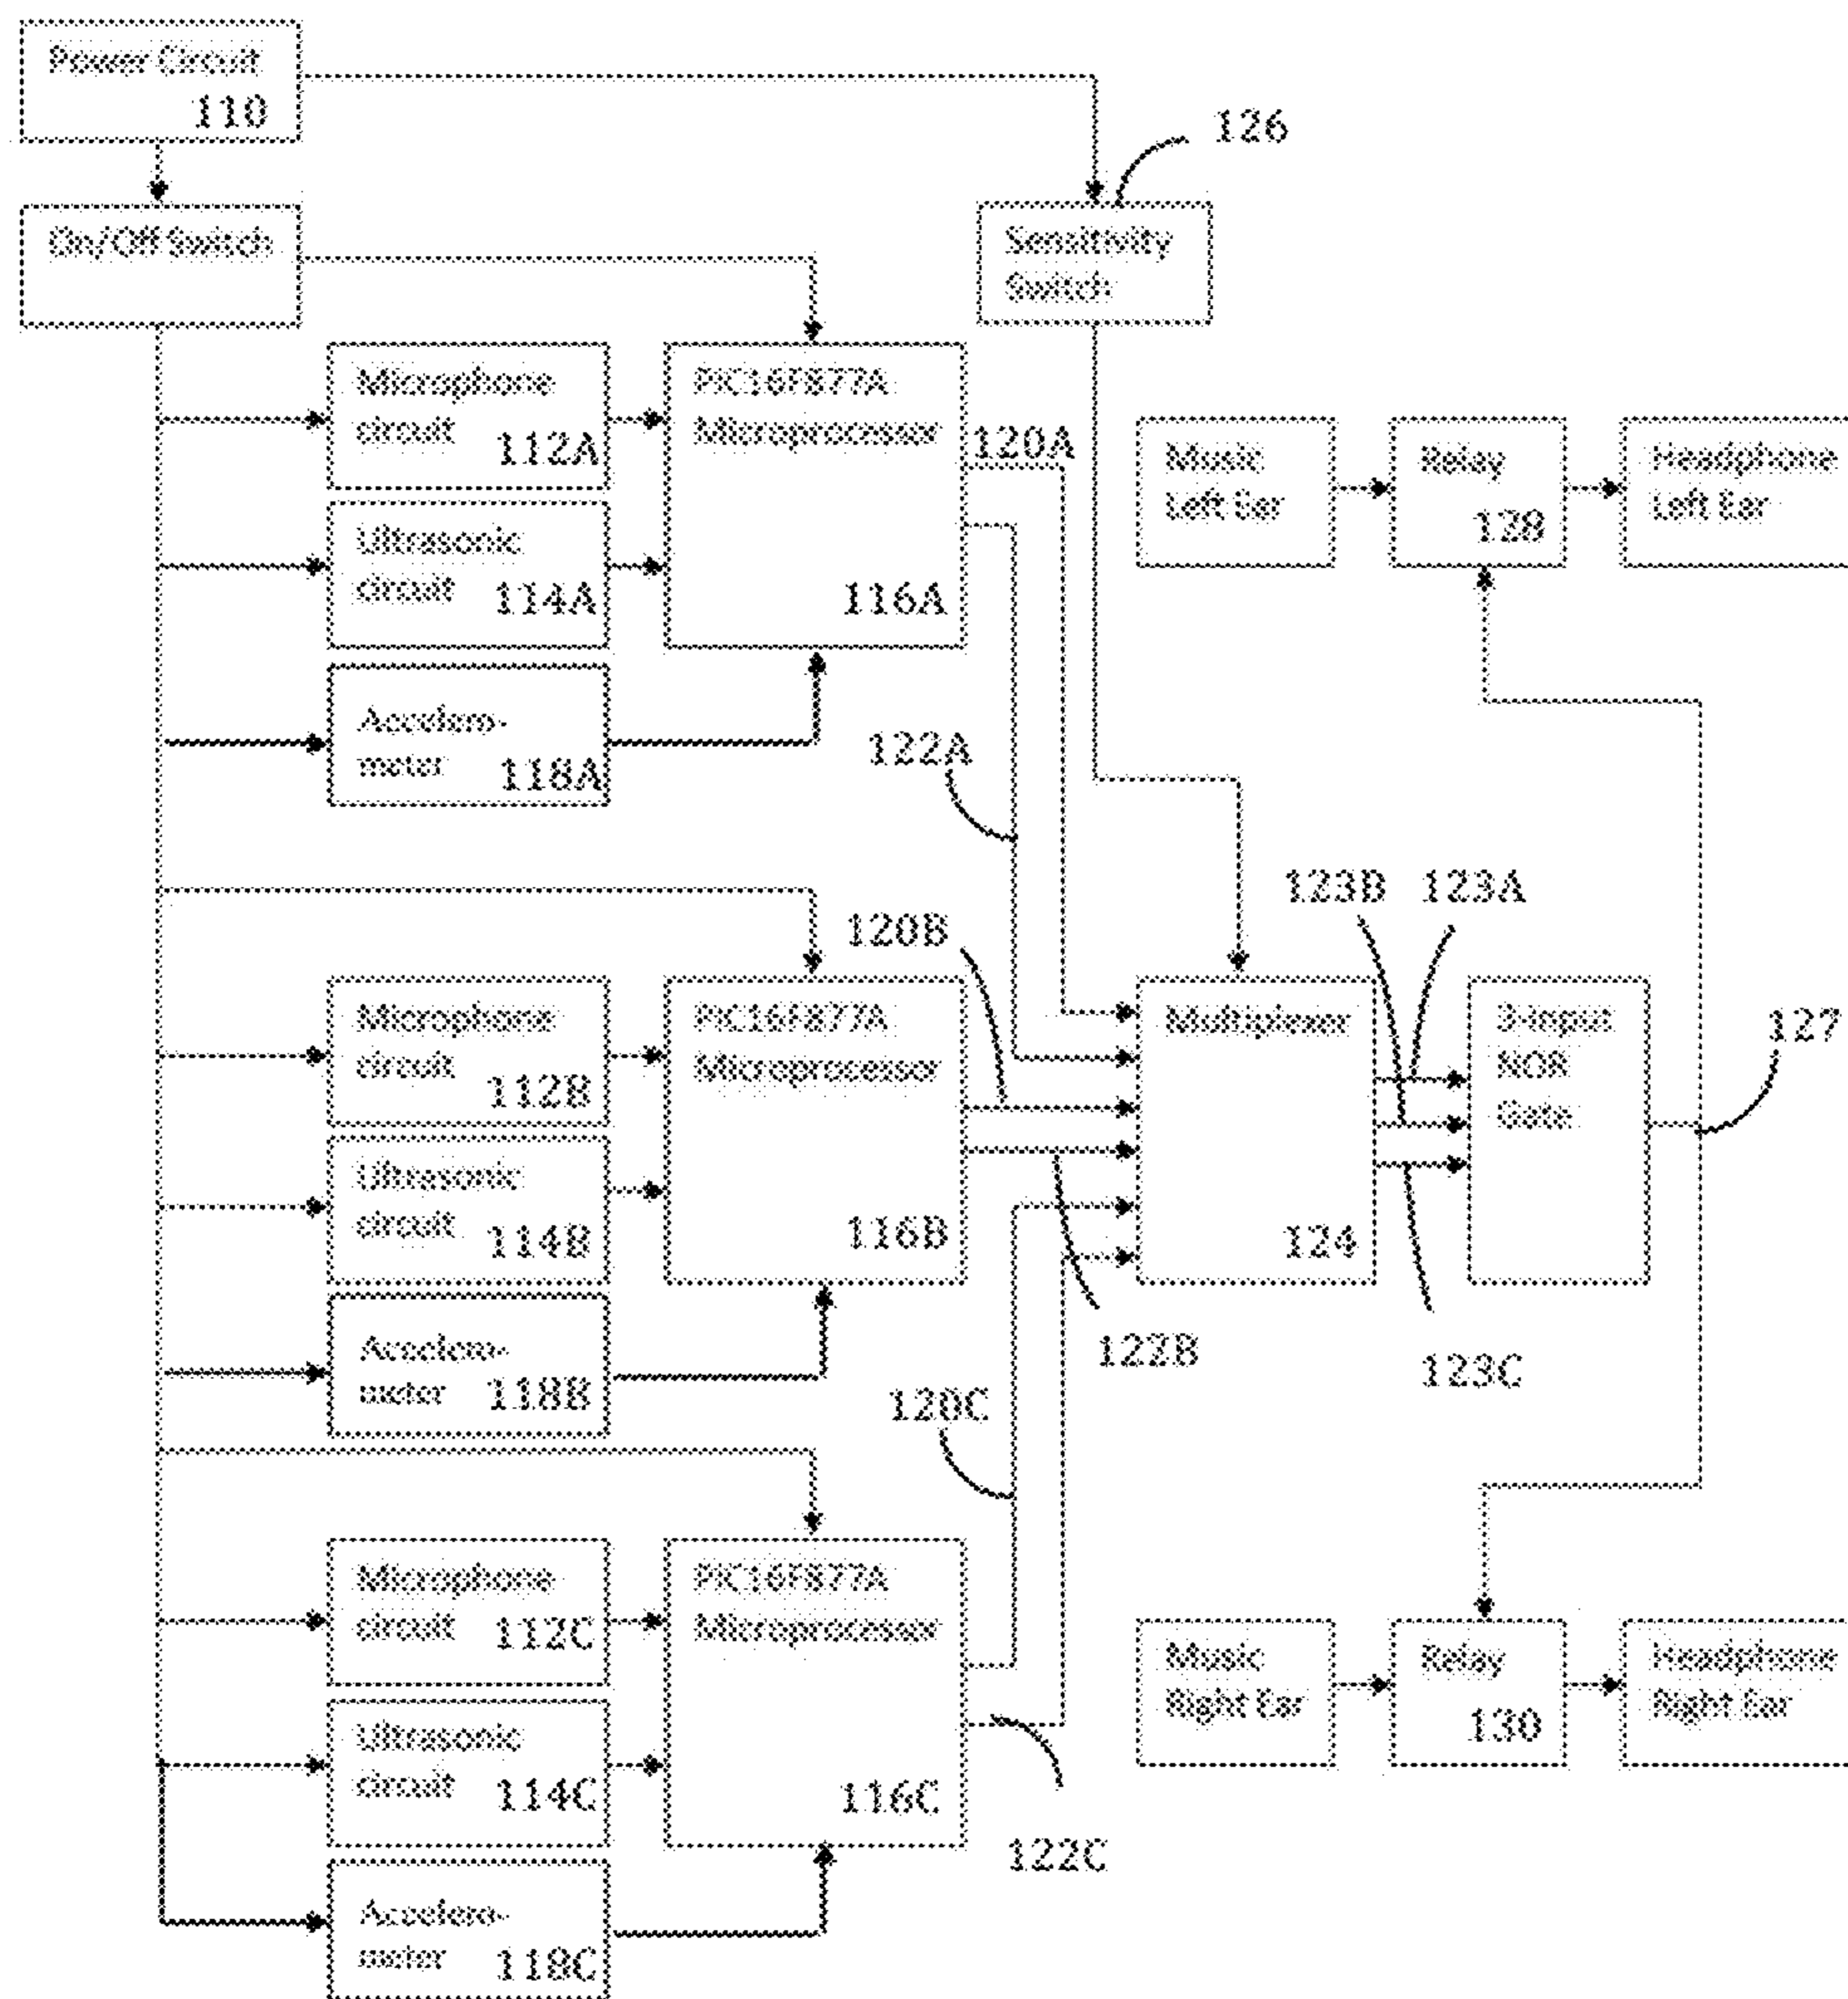 Power Circuit
110
126
On/Off Switch
Sensitivity
Switch
Microphone
circuit
112A
PIC16F877A
Microprocessor
120A
Music
Left Ear
Relay
128
Headphone
Left Ear
Ultrasonic
circuit
114A
116A
Accelero-
meter
118A
122A
123B
123A
120B
Microphone
circuit
112B
PIC16F877A
Microprocessor
Multiplexer
3-Input
NOR
Gate
127
Ultrasonic
circuit
114B
116B
124
Accelero-
meter
118B
122B
123C
120C
Microphone
circuit
112C
PIC16F877A
Microprocessor
Music
Right Ear
Relay
130
Headphone
Right Ear
Ultrasonic
circuit
114C
116C
122C
Accelero-
meter
118C